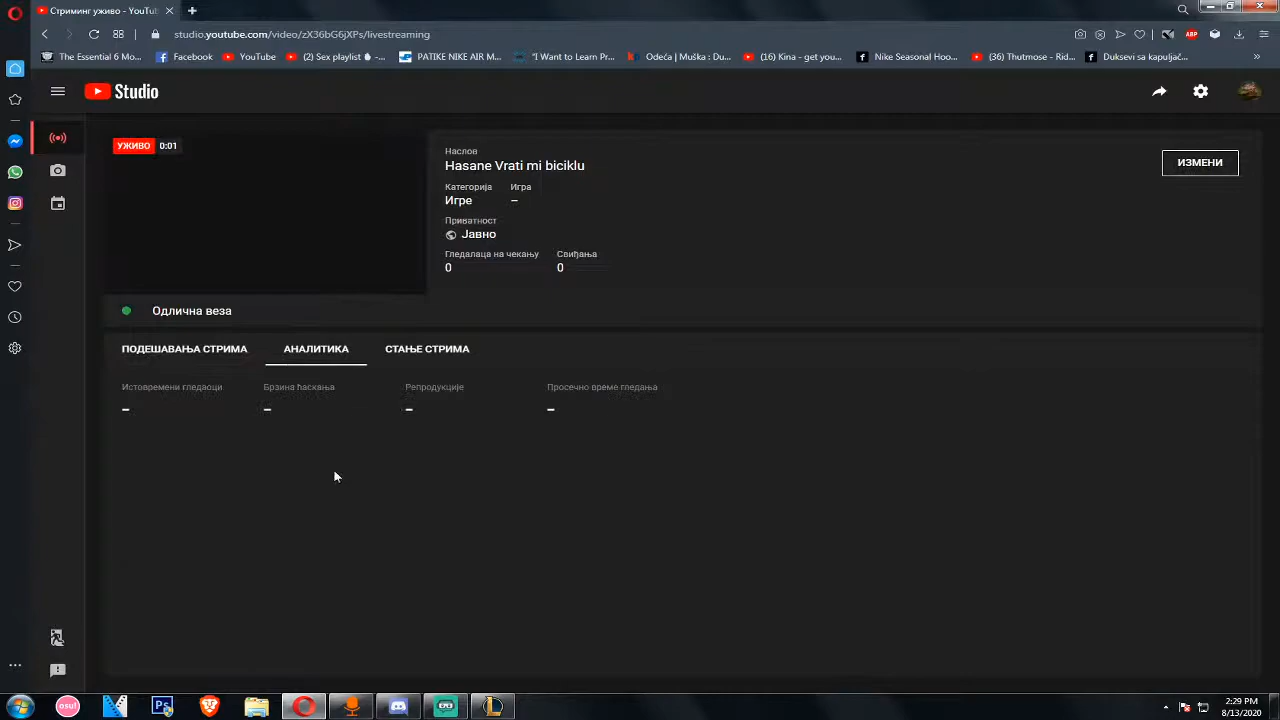 Стриминг уживо - YouTub
studio.youtube.com/video/zX36bG6jXPs/livestreaming
The Essential 6 Mo...
Facebook
YouTube
(2) Sex playlist -...
PATIKE NIKE AIR M...
"I Want to Learn Pr...
Odeća | Muška : Du...
(16) Kina - get you...
Nike Seasonal Hoo...
(36) Thutmose - Rid...
Duksevi sa kapuljač...
ABP
Studio
УЖИВО 0:01
Наслов
Hasane Vrati mi biciklu
ИЗМЕНИ
Категорија Игра
Игре –
Приватност
Јавно
Гледалаца на чекању Свиђања
0 0
Одлична веза
ПОДЕШАВАЊА СТРИМА АНАЛИТИКА СТАЊЕ СТРИМА
Истовремени гледаоци Брзина ћаскања Репродукције Просечно време гледања
– – – –
osu!
Ps
2:29 PM
8/13/2020